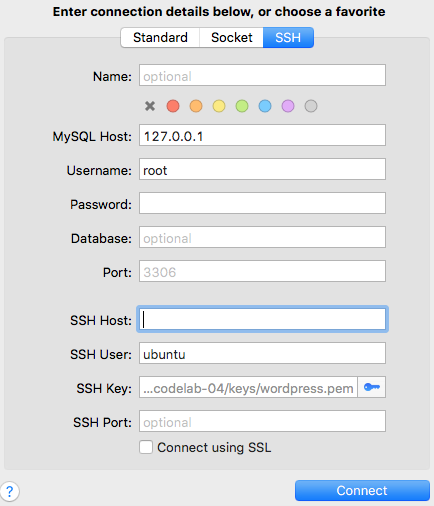 Enter connection details below, or choose a favorite
Standard Socket SSH
Name: optional
MySQL Host: 127.0.0.1
Username: root
Password:
Database: optional
Port: 3306
SSH Host:
SSH User: ubuntu
SSH Key: ...codelab-04/keys/wordpress.pem
SSH Port: optional
Connect using SSL
? Connect